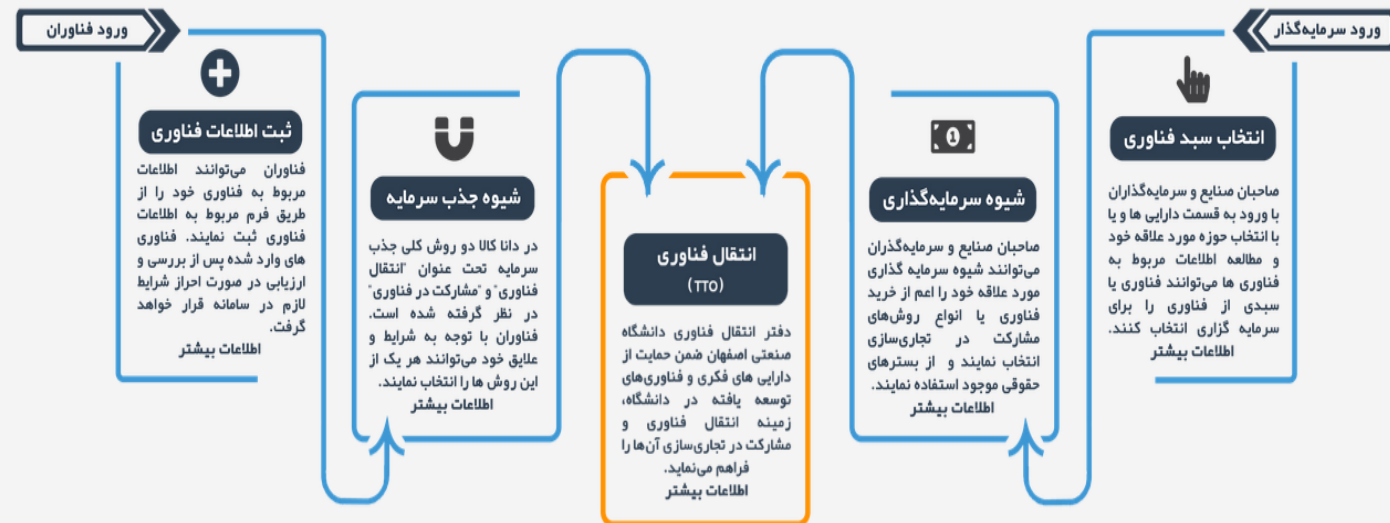 ورود سرمایه‌گذار
انتخاب سبد فناوری
صاحبان صنایع و سرمایه‌گذاران
با ورود به قسمت دارایی ها و یا
با انتخاب حوزه مورد علاقه خود
و مطالعه اطلاعات مربوط به
فناوری ها می‌توانند فناوری یا
سبدی از فناوری را برای
سرمایه گزاری انتخاب کنند.
اطلاعات بیشتر
شیوه سرمایه‌گذاری
صاحبان صنایع و سرمایه‌گذران
می‌توانند شیوه سرمایه گذاری
مورد علاقه خود را اعم از خرید
فناوری یا انواع روش‌های
مشارکت در تجاری‌سازی
انتخاب نمایند و از بسترهای
حقوقی موجود استفاده نمایند.
اطلاعات بیشتر
انتقال فناوری
(TTO)
دفتر انتقال فناوری دانشگاه
صنعتی اصفهان ضمن حمایت از
دارایی های فکری و فناوری‌های
توسعه یافته در دانشگاه،
زمینه انتقال فناوری و
مشارکت در تجاری‌سازی آن‌ها را
فراهم می‌نماید.
اطلاعات بیشتر
شیوه جذب سرمایه
در دانا کالا دو روش کلی جذب
سرمایه تحت عنوان "انتقال
فناوری" و "مشارکت در فناوری"
در نظر گرفته شده است.
فناوران با توجه به شرایط و
علایق خود می‌توانند هر یک از
این روش ها را انتخاب نمایند.
اطلاعات بیشتر
ورود فناوران
ثبت اطلاعات فناوری
فناوران می‌توانند اطلاعات
مربوط به فناوری خود را از
طریق فرم مربوط به اطلاعات
فناوری ثبت نمایند. فناوری
های وارد شده پس از بررسی و
ارزیابی در صورت احراز شرایط
لازم در سامانه قرار خواهد
گرفت.
اطلاعات بیشتر